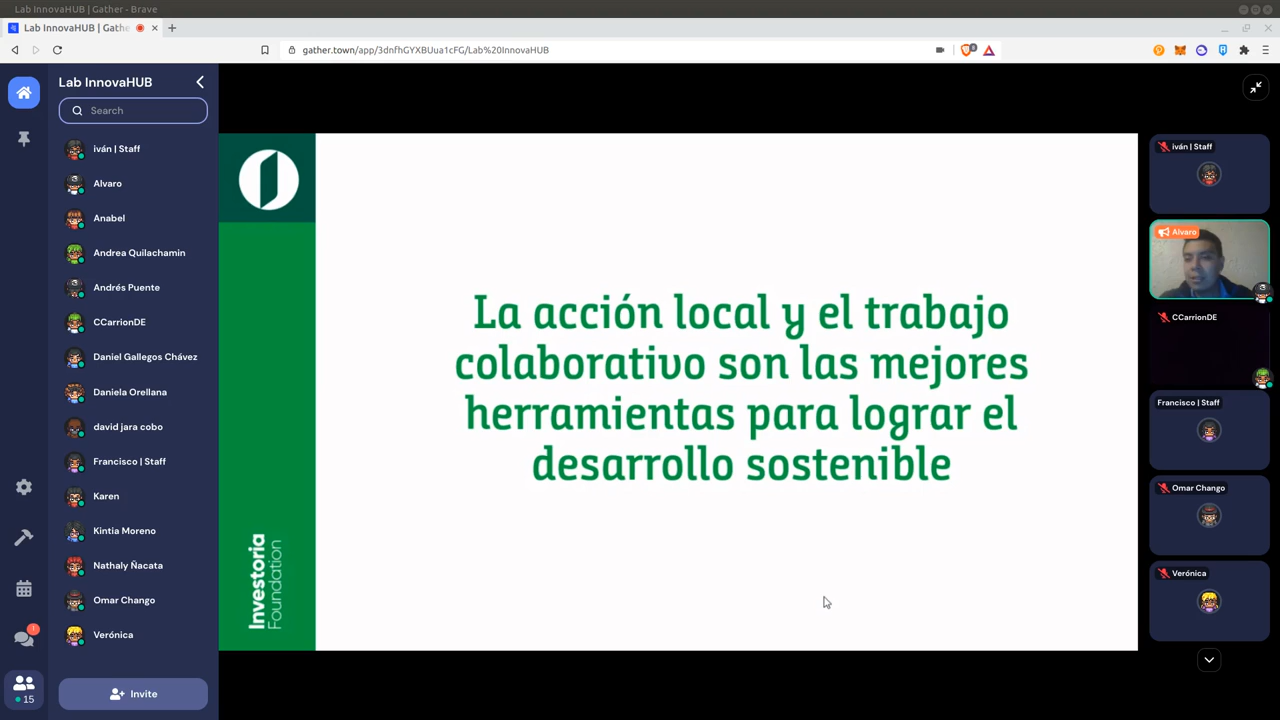 Lab InnovaHUB | Gather - Brave
Lab InnovaHUB | Gathe
gather.town/app/3dnfhGYXBUua1cFG/Lab%20InnovaHUB
Lab InnovaHUB
Search
iván | Staff
Alvaro
Anabel
Andrea Quilachamin
Andrés Puente
CCarrionDE
Daniel Gallegos Chávez
Daniela Orellana
david jara cobo
Francisco | Staff
Karen
Kintia Moreno
Nathaly Ñacata
Omar Chango
Verónica
1
15
Invite
La acción local y el trabajo
colaborativo son las mejores
herramientas para lograr el
desarrollo sostenible
Investoria
Foundation
iván | Staff
Alvaro
CCarrionDE
Francisco | Staff
Omar Chango
Verónica